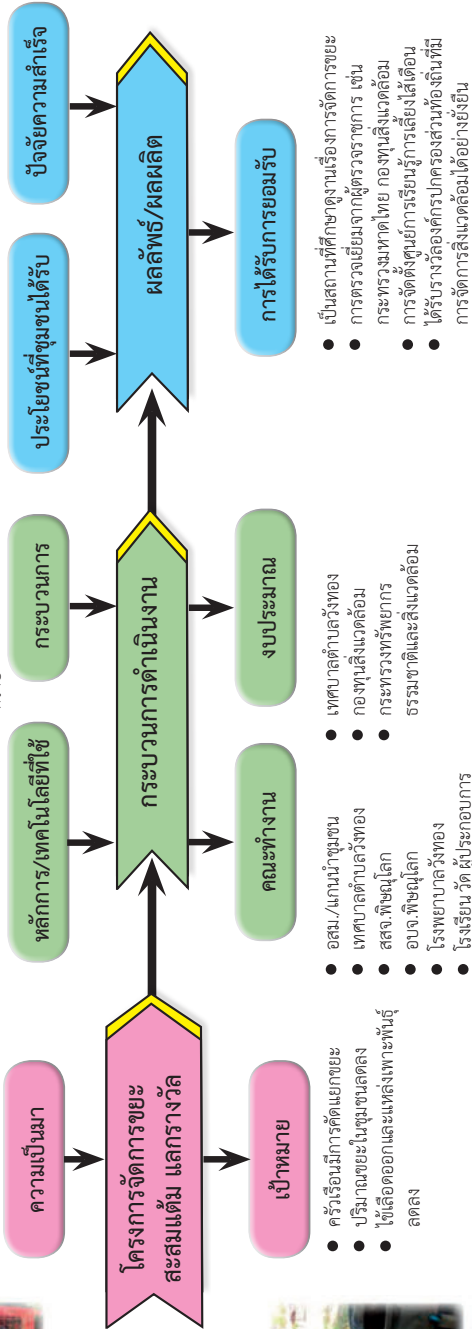 ความเป็นมา
โครงการจัดการขยะ
สะสมแต้ม แลกรางวัล
เป้าหมาย
● ครัวเรือนมีการคัดแยกขยะ
● ปริมาณขยะในชุมชนลดลง
● ไข้เลือดออกและแหล่งเพาะพันธุ์
ลดลง
หลักการ/เทคโนโลยีที่ใช้
กระบวนการ
กระบวนการดำเนินงาน
คณะทำงาน
● อสม./แกนนำชุมชน
● เทศบาลตำบลวังทอง
● สสจ.พิษณุโลก
● อบจ.พิษณุโลก
● โรงพยาบาลวังทอง
● โรงเรียน วัด ผู้ประกอบการ
งบประมาณ
● เทศบาลตำบลวังทอง
● กองทุนสิ่งแวดล้อม
● กระทรวงทรัพยากร
ธรรมชาติและสิ่งแวดล้อม
ประโยชน์ที่ชุมชนได้รับ
ปัจจัยความสำเร็จ
ผลลัพธ์/ผลผลิต
การได้รับการยอมรับ
● เป็นสถานที่ศึกษาดูงานเรื่องการจัดการขยะ
● การตรวจเยี่ยมจากผู้ตรวจราชการ เช่น
กระทรวงมหาดไทย กองทุนสิ่งแวดล้อม
● การจัดตั้งศูนย์การเรียนรู้การเลี้ยงไส้เดือน
● ได้รับรางวัลองค์กรปกครองส่วนท้องถิ่นที่มี
การจัดการสิ่งแวดล้อมได้อย่างยั่งยืน